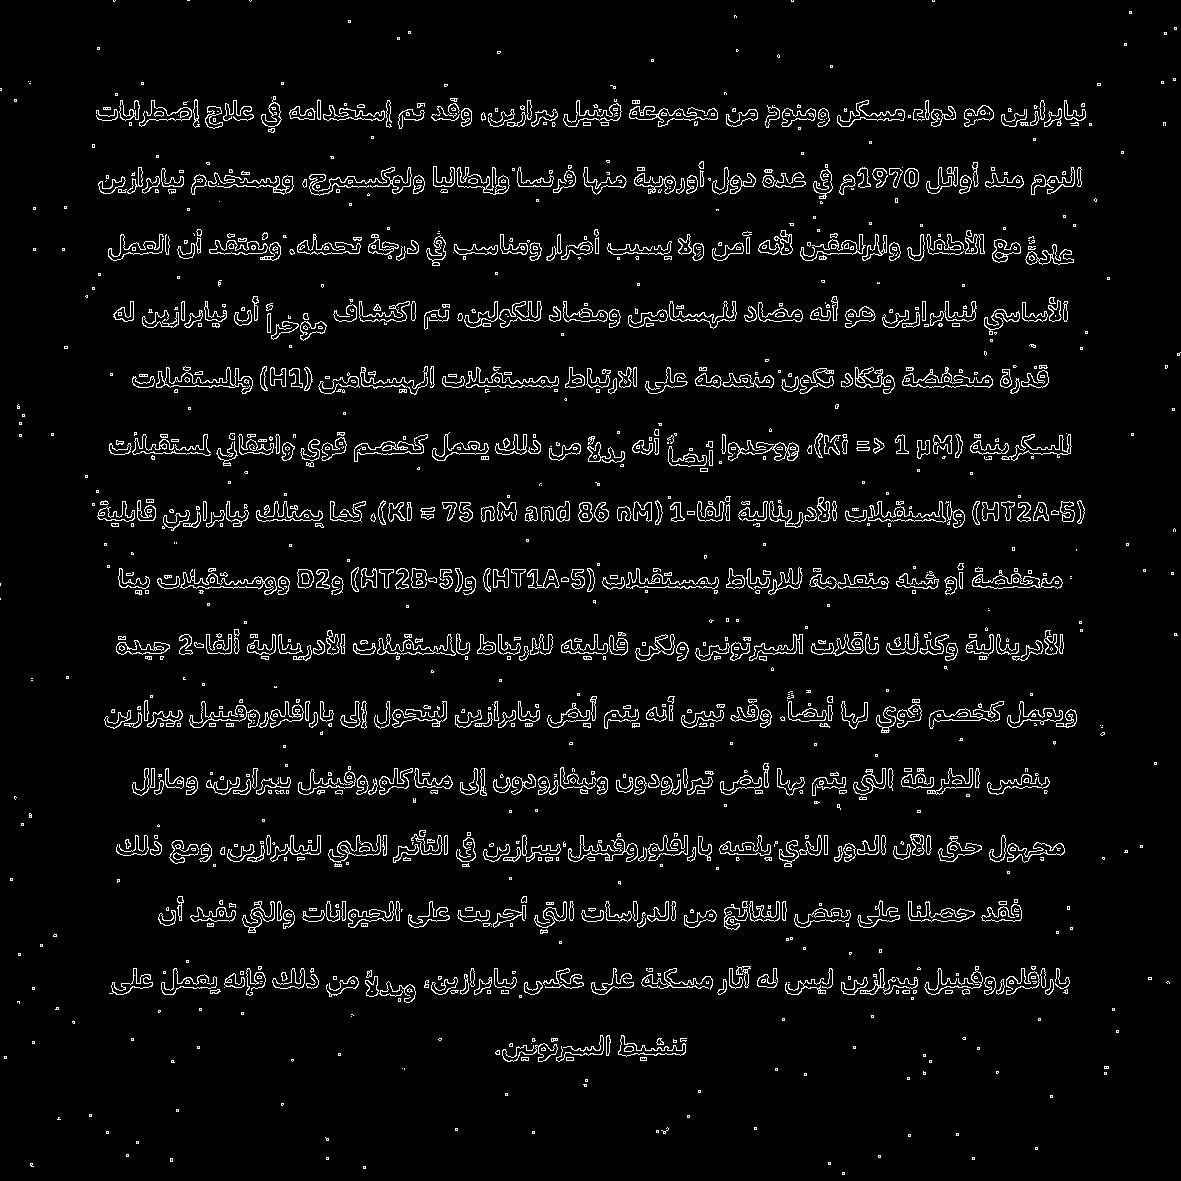 نيابرازين هو دواء مسكن ومنوم من مجموعة فينيل ببرازين، وقد تم إستخدامه في علاج إضطرابات
النوم منذ أوائل 1970م في عدة دول أوروبية منها فرنسا وإيطاليا ولوكسمبرج، ويستخدم نيابرازين
عادةً مع الأطفال والمراهقين لأنه آمن ولا يسبب أضرار ومناسب في درجة تحمله. ويُعتقد أن العمل
الأساسي لنيابرازين هو أنه مضاد للهستامين ومضاد للكولين، تم اكتشاف مؤخراً أن نيابرازين له
قدرة منخفضة وتكاد تكون منعدمة على الارتباط بمستقبلات الهيستامين (H1) والمستقبلات
المسكرينية (Ki => 1 μM)، ووجدوا أيضاً أنه بدلاً من ذلك يعمل كخصم قوي وانتقائي لمستقبلات
(5-HT2A) والمستقبلات الأدرينالية ألفا-1 (Ki = 75 nM and 86 nM)، كما يمتلك نيابرازين قابلية
منخفضة أو شبه منعدمة للارتباط بمستقبلات (5-HT1A) و(5-HT2B) وD2 وومستقبلات بيتا
الأدرينالية وكذلك ناقلات السيرتونين ولكن قابليته للارتباط بالمستقبلات الأدرينالية ألفا-2 جيدة
ويعمل كخصم قوي لها أيضاً. وقد تبين أنه يتم أيض نيابرازين ليتحول إلى بارافلوروفينيل بيبرازين
بنفس الطريقة التي يتم بها أيض تيرازودون ونيفازودون إلى ميتا كلوروفينيل بيبرازين، ومازال
مجهول حتى الآن الدور الذي يلعبه بارافلوروفينيل بيبرازين في التأثير الطبي لنيابرازين، ومع ذلك
فقد حصلنا على بعض النتائج من الدراسات التي أجريت على الحيوانات والتي تفيد أن
بارافلوروفينيل بيبرازين ليس له آثار مسكنة على عكس نيابرازين، وبدلاً من ذلك فإنه يعمل على
تنشيط السيرتونين.